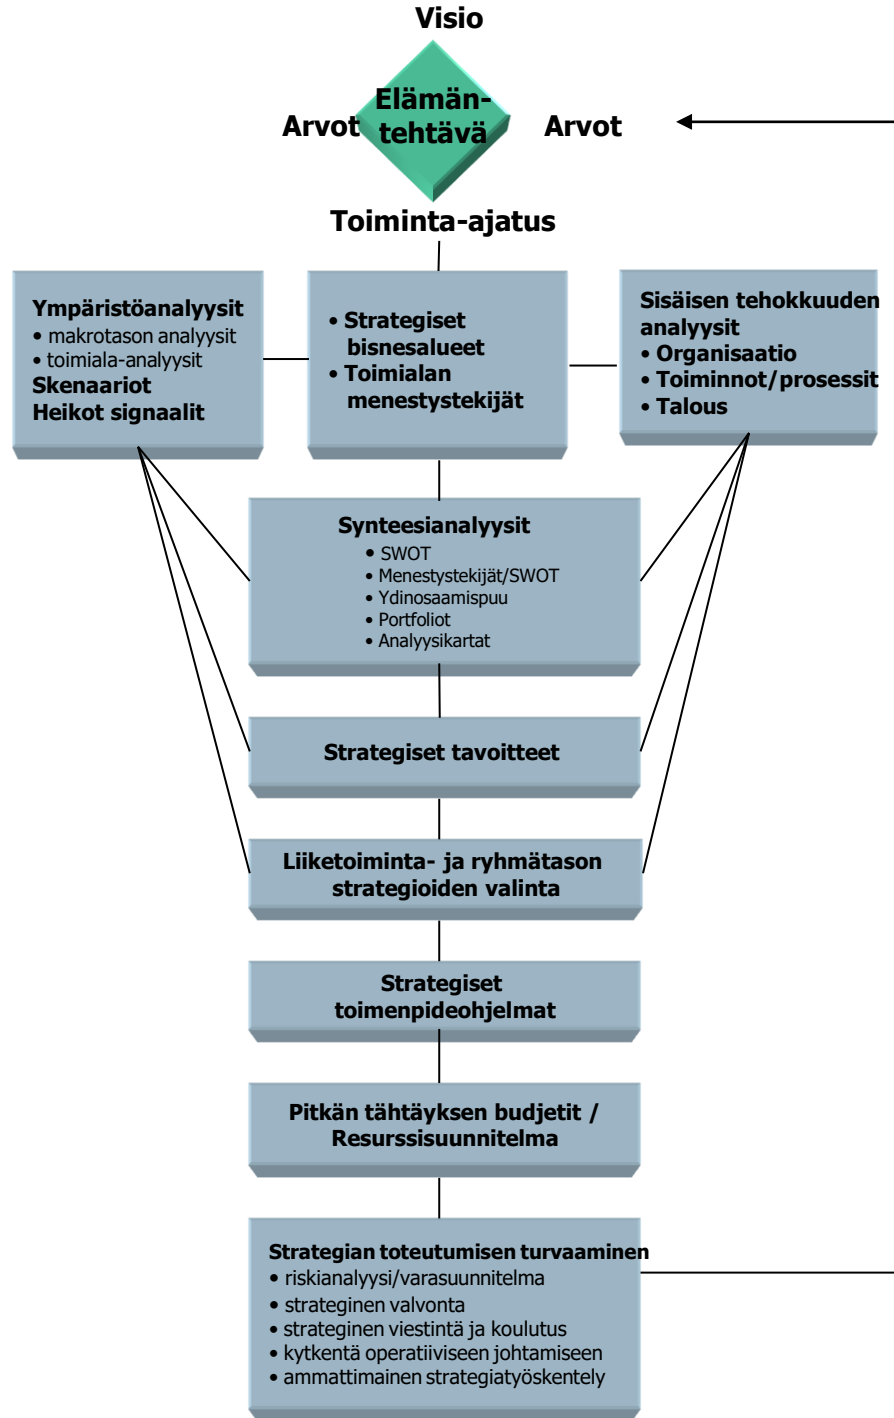 Visio
Elämän-
tehtävä
Arvot
Arvot
Toiminta-ajatus
Ympäristöanalyysit
• makrotason analyysit
• toimiala-analyysit
Skenaariot
Heikot signaalit
• Strategiset
bisnesalueet
• Toimialan
menestystekijät
Sisäisen tehokkuuden
analyysit
• Organisaatio
• Toiminnot/prosessit
• Talous
Synteesianalyysit
• SWOT
• Menestystekijät/SWOT
• Ydinosaamispuu
• Portfoliot
• Analyysikartat
Strategiset tavoitteet
Liiketoiminta- ja ryhmätason
strategioiden valinta
Strategiset
toimenpideohjelmat
Pitkän tähtäyksen budjetit /
Resurssisuunnitelma
Strategian toteutumisen turvaaminen
• riskianalyysi/varasuunnitelma
• strateginen valvonta
• strateginen viestintä ja koulutus
• kytkentä operatiiviseen johtamiseen
• ammattimainen strategiatyöskentely